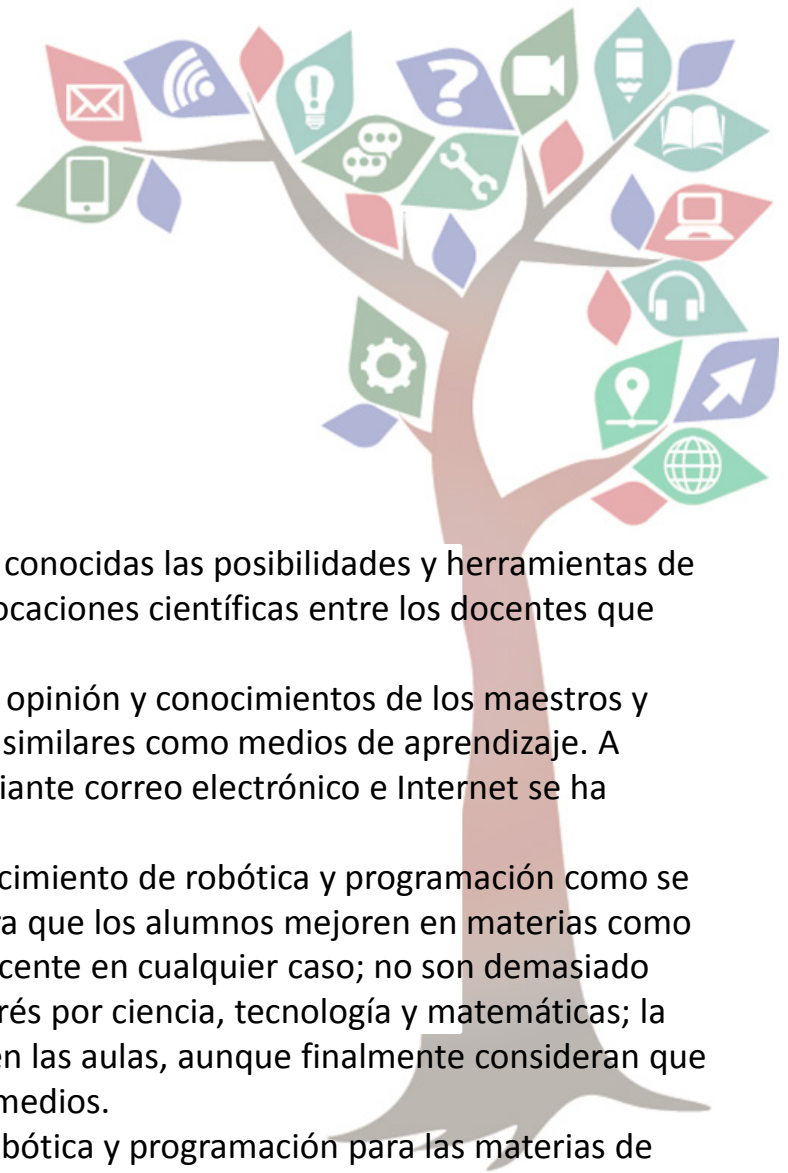 conocidas las posibilidades y herramientas de
ocaciones científicas entre los docentes que
opinión y conocimientos de los maestros y
similares como medios de aprendizaje. A
iante correo electrónico e Internet se ha
cimiento de robótica y programación como se
a que los alumnos mejoren en materias como
cente en cualquier caso; no son demasiado
rés por ciencia, tecnología y matemáticas; la
en las aulas, aunque finalmente consideran que
medios.
bótica y programación para las materias de